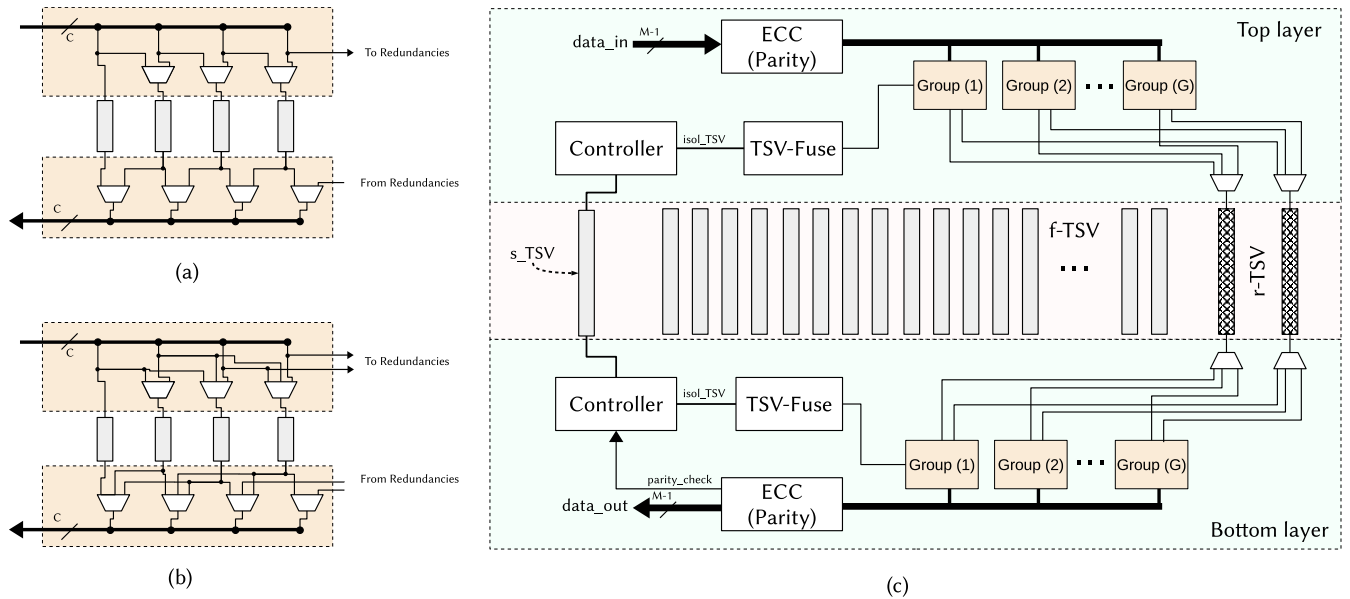 C
To Redundancies
From Redundancies
C
(a)
C
To Redundancies
From Redundancies
C
(b)
Top layer
data_in
M-1
ECC
(Parity)
Group (1)
Group (2)
Group (G)
Controller
isol_TSV
TSV-Fuse
s_TSV
f-TSV
r-TSV
Controller
isol_TSV
TSV-Fuse
Group (1)
Group (2)
Group (G)
parity_check
data_out
M-1
ECC
(Parity)
Bottom layer
(c)